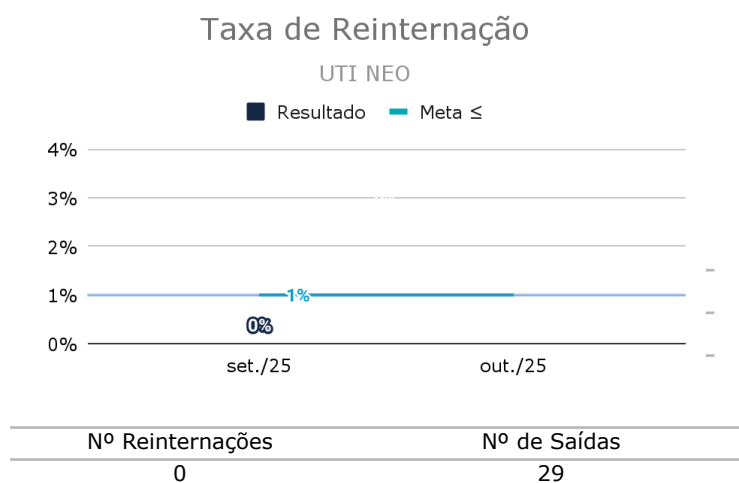 Taxa de Reinternação
UTI NEO
Resultado Meta ≤
4%
3%
2%
1% 1%
0%
0%
set./25 out./25
Nº Reinternações Nº de Saídas
0 29